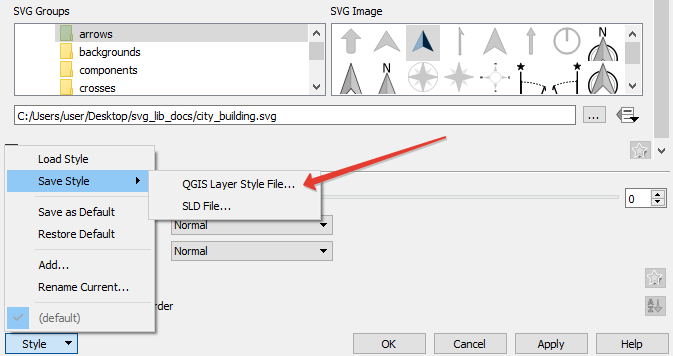 SVG Groups
SVG Image
arrows
backgrounds
components
crosses
N
N
C:/Users/user/Desktop/svg_lib_docs/city_building.svg
...
Load Style
Save Style
QGIS Layer Style File...
SLD File...
0
Save as Default
Normal
Restore Default
Normal
Add...
Rename Current...
(default)
rder
Style
OK
Cancel
Apply
Help